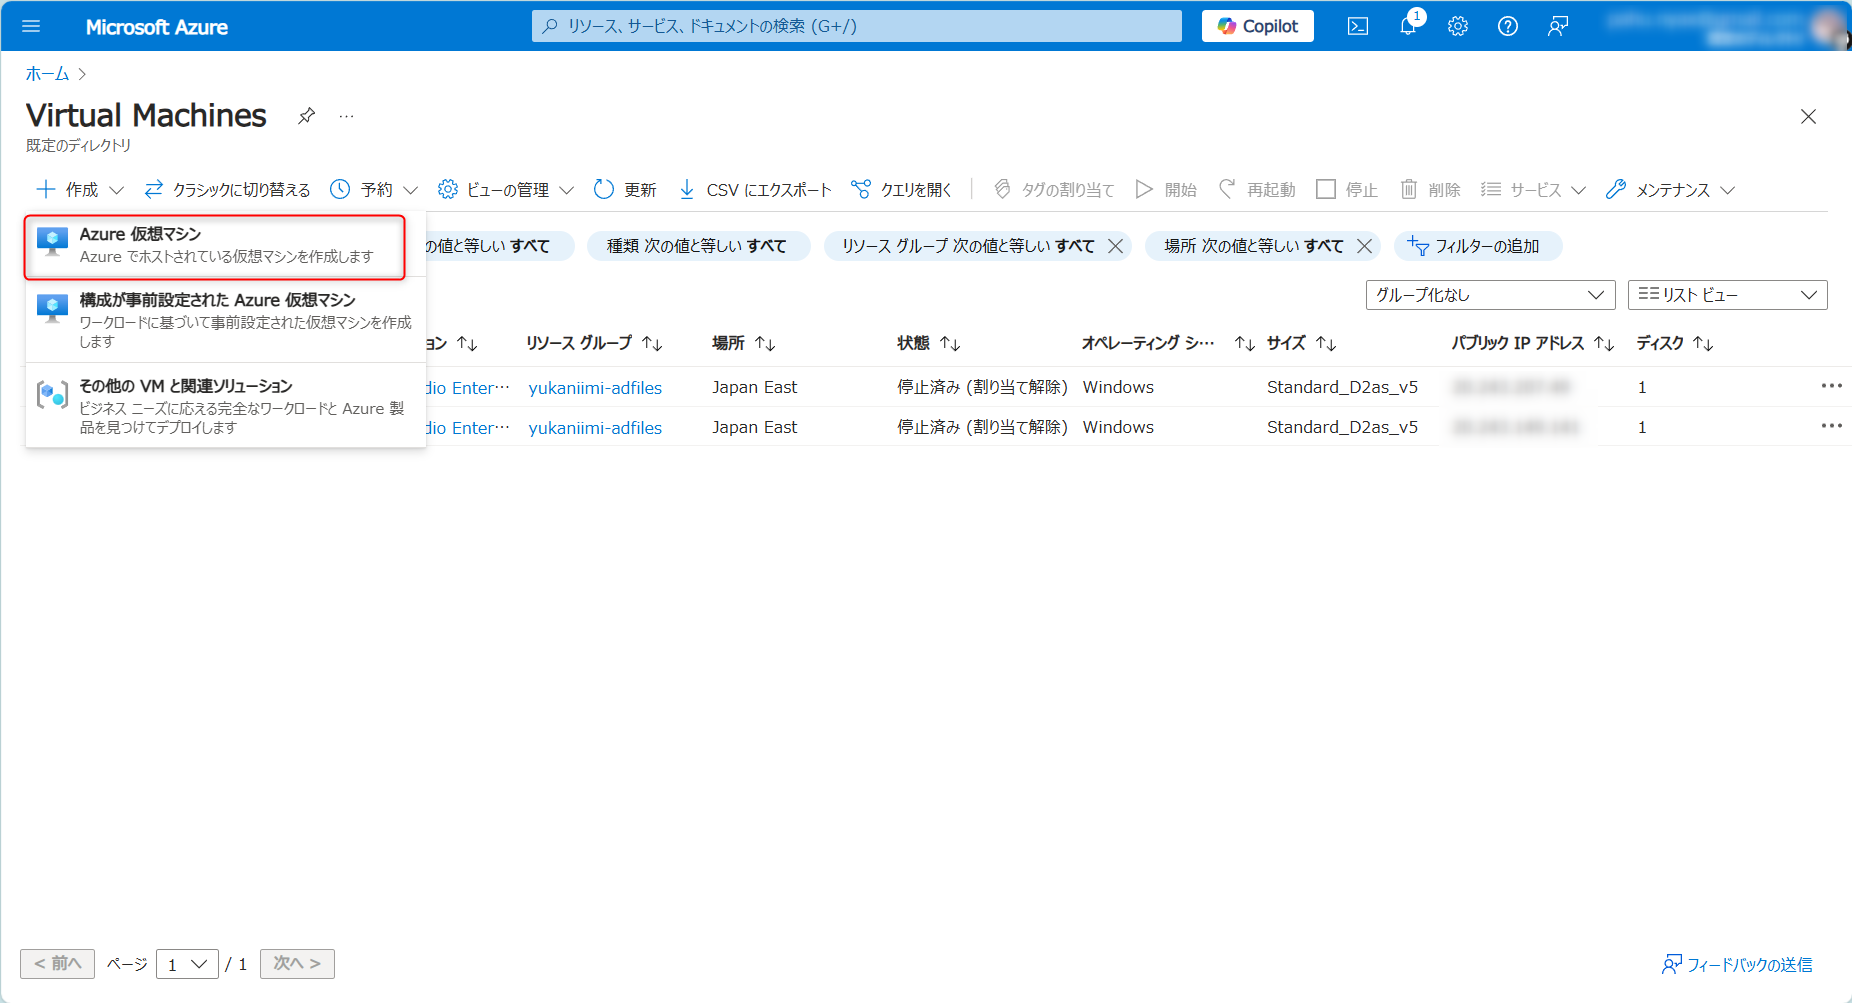 Microsoft Azure
リソース、サービス、ドキュメントの検索 (G+/)
Copilot
1
ホーム
Virtual Machines
既定のディレクトリ
作成
クラシックに切り替える
予約
ビューの管理
更新
CSV にエクスポート
クエリを開く
タグの割り当て
開始
再起動
停止
削除
サービス
メンテナンス
Azure 仮想マシン
Azure でホストされている仮想マシンを作成します
構成が事前設定された Azure 仮想マシン
ワークロードに基づいて事前設定された仮想マシンを作成
します
その他の VM と関連ソリューション
ビジネス ニーズに応える完全なワークロードと Azure 製
品を見つけてデプロイします
の値と等しい すべて
種類 次の値と等しい すべて
リソース グループ 次の値と等しい すべて
場所 次の値と等しい すべて
フィルターの追加
グループ化なし
リスト ビュー
ョン
リソース グループ
場所
状態
オペレーティング シ…
サイズ
パブリック IP アドレス
ディスク
dio Enter…
yukaniimi-adfiles
Japan East
停止済み (割り当て解除)
Windows
Standard_D2as_v5
1
dio Enter…
yukaniimi-adfiles
Japan East
停止済み (割り当て解除)
Windows
Standard_D2as_v5
1
< 前へ
ページ
1
/ 1
次へ >
フィードバックの送信